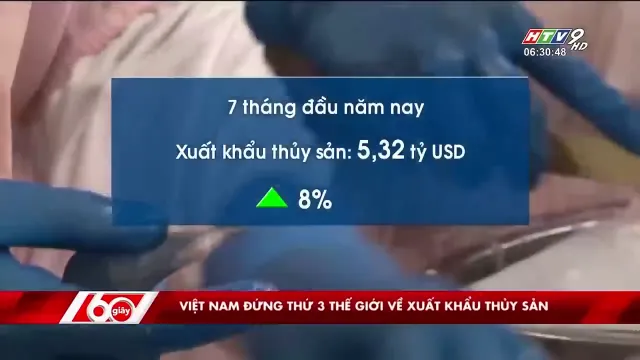 HTV9 HD
06:30:48
7 tháng đầu năm nay
Xuất khẩu thủy sản: 5,32 tỷ USD
8%
60 giây
VIỆT NAM ĐỨNG THỨ 3 THẾ GIỚI VỀ XUẤT KHẨU THỦY SẢN